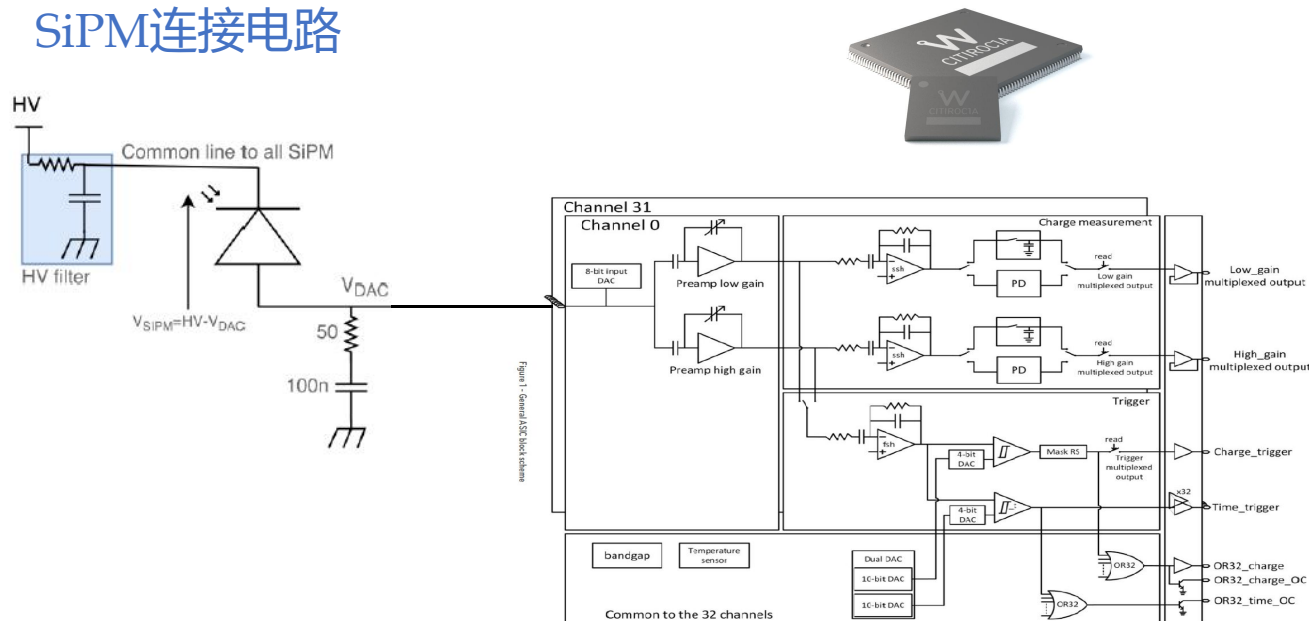 SiPM连接电路
W
CITIROC1A
W
CITIROC1A
HV
Common line to all SiPM
HV filter
V_SiPM=HV-V_DAC
V_DAC
50
100n
Figure 1 - General ASIC block scheme
Channel 31
Channel 0
8-bit input
DAC
Preamp low gain
Preamp high gain
Charge measurement
ssh
PD
read
Low gain
multiplexed output
Low_gain
multiplexed output
ssh
PD
read
High gain
multiplexed output
High_gain
multiplexed output
Trigger
fsh
4-bit
DAC
Mask RS
read
Trigger
multiplexed
output
Charge_trigger
4-bit
DAC
x32
Time_trigger
bandgap
Temperature
sensor
Dual DAC
10-bit DAC
10-bit DAC
Common to the 32 channels
OR32
OR32
OR32_charge
OR32_charge_OC
OR32_time_OC